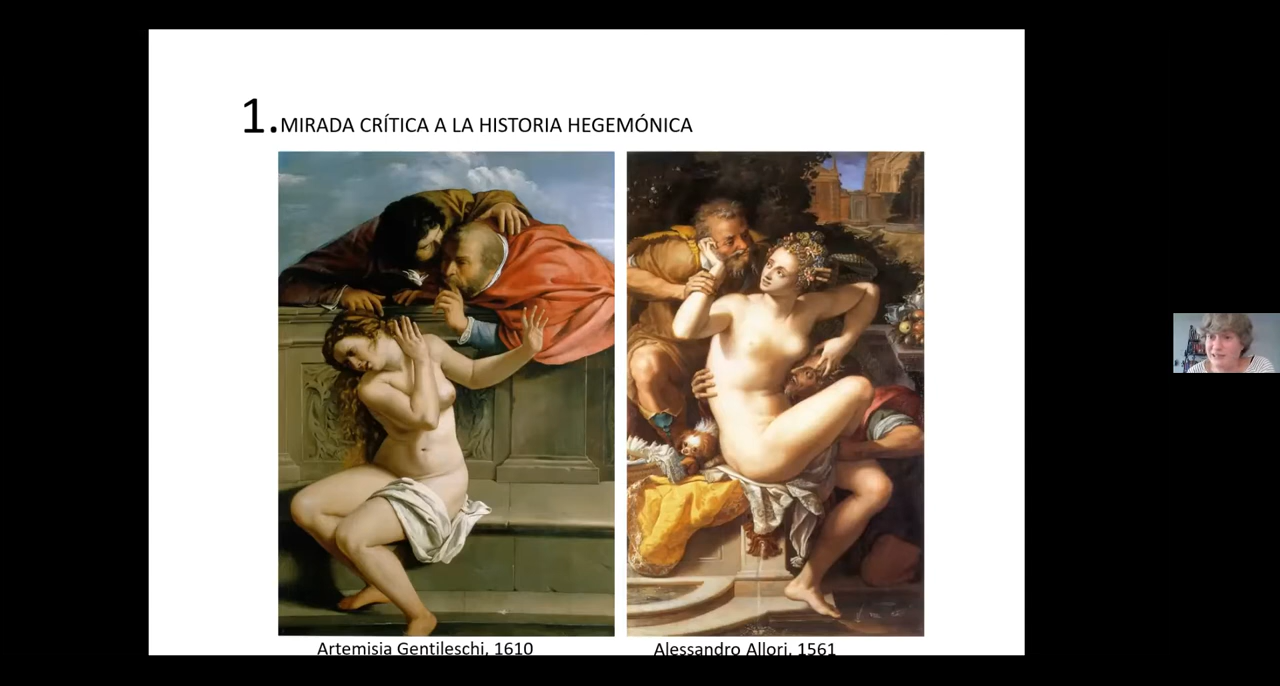 1.MIRADA CRÍTICA A LA HISTORIA HEGEMÓNICA
Artemisia Gentileschi, 1610
Alessandro Allori, 1561